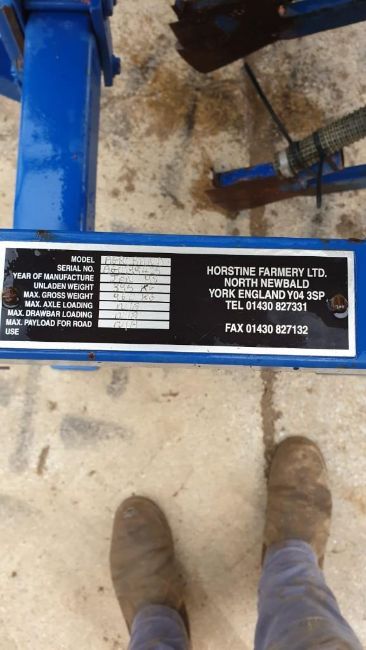 MODEL
SERIAL NO.
YEAR OF MANUFACTURE
UNLADEN WEIGHT
MAX. GROSS WEIGHT
MAX. AXLE LOADING
MAX. DRAWBAR LOADING
MAX. PAYLOAD FOR ROAD
USE
HORSTINE FARMERY LTD.
NORTH NEWBALD
YORK ENGLAND Y04 3SP
TEL 01430 827331
FAX 01430 827132